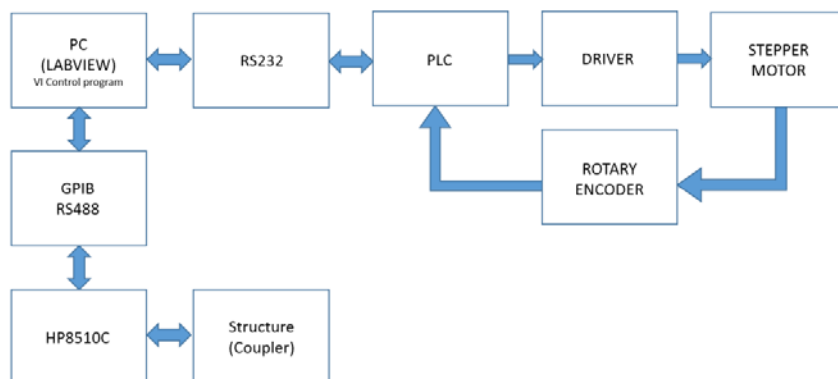 PC
(LABVIEW)
VI Control program
RS232
PLC
DRIVER
STEPPER
MOTOR
GPIB
RS488
ROTARY
ENCODER
HP8510C
Structure
(Coupler)